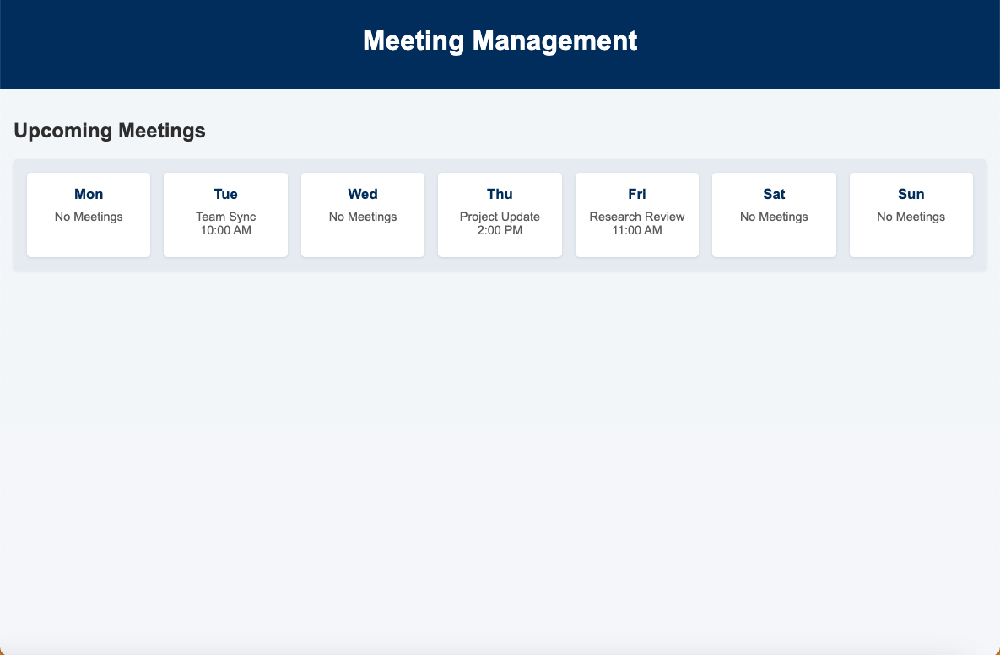 Meeting Management
Upcoming Meetings
Mon
No Meetings
Tue
Team Sync
10:00 AM
Wed
No Meetings
Thu
Project Update
2:00 PM
Fri
Research Review
11:00 AM
Sat
No Meetings
Sun
No Meetings